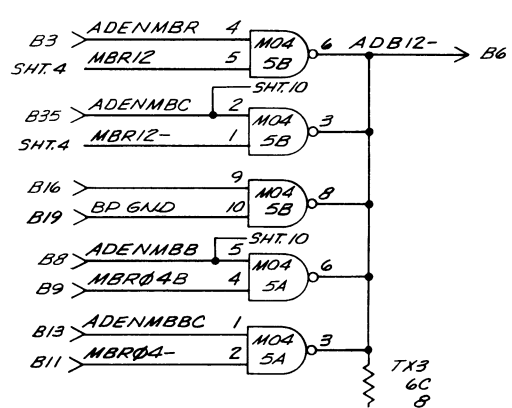 B3 ADENMBR 4 M04 5B 6 ADB12- B6
SHT.4 MBR12 5
SHT.10
B35 ADENMBC 2 M04 5B 3
SHT.4 MBR12- 1
B16 9 M04 5B 8
B19 BP GND 10
SHT.10
B8 ADENMBB 5 M04 5A 6
B9 MBRØ4B 4
B13 ADENMBBC 1 M04 5A 3
B11 MBRØ4- 2
TX3
6C
8